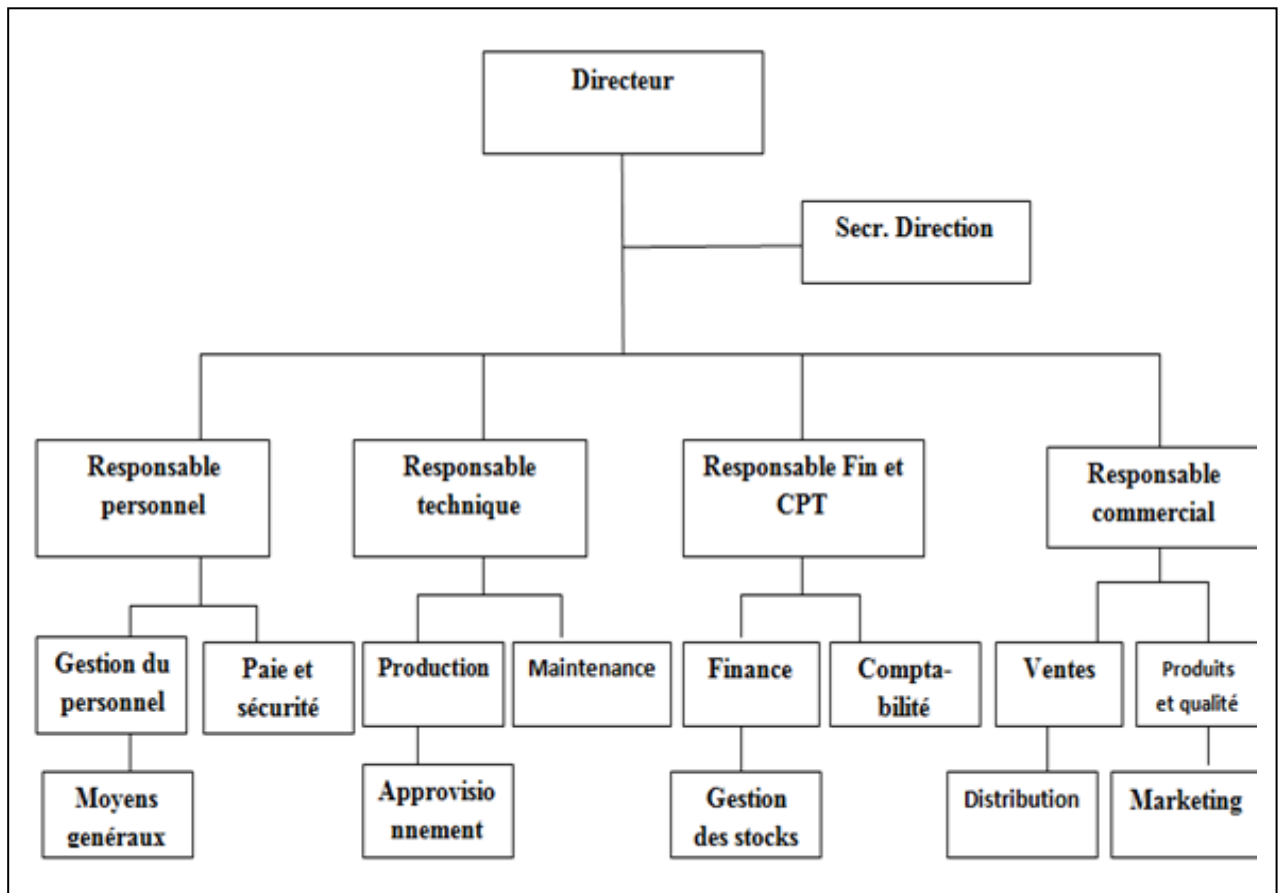 Directeur
Secr. Direction
Responsable
personnel
Responsable
technique
Responsable Fin et
CPT
Responsable
commercial
Gestion du
personnel
Paie et
sécurité
Production
Maintenance
Finance
Compta-
bilité
Ventes
Produits
et qualité
Moyens
généraux
Approvisio
nnement
Gestion
des stocks
Distribution
Marketing